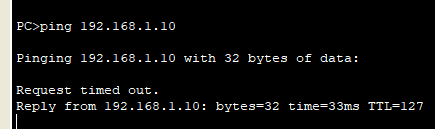 PC>ping 192.168.1.10
Pinging 192.168.1.10 with 32 bytes of data:
Request timed out.
Reply from 192.168.1.10: bytes=32 time=33ms TTL=127